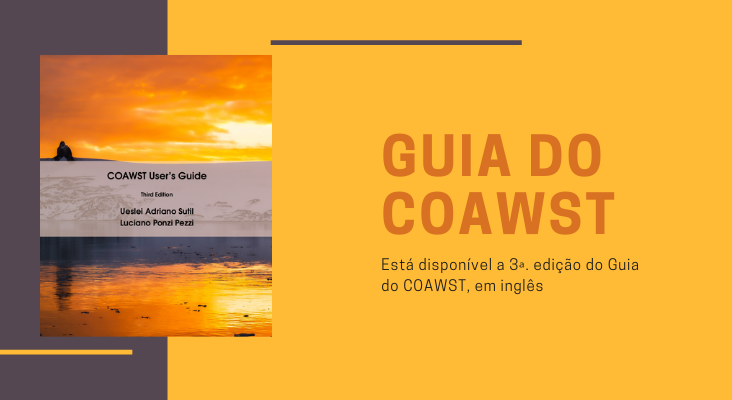 COAWST User's Guide
Third Edition
Ueslei Adriano Sutil
Luciano Ponzi Pezzi
GUIA DO
COAWST
Está disponível a 3ª. edição do Guia
do COAWST, em inglês